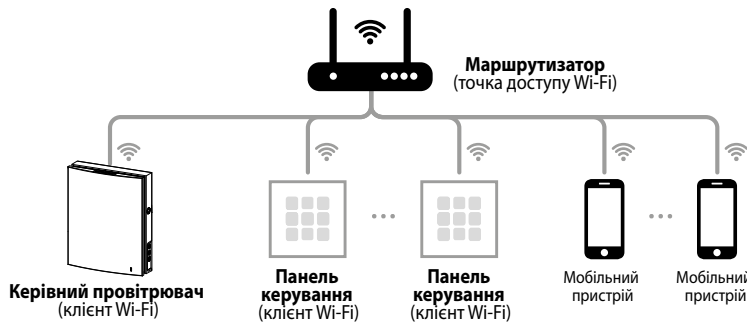 Маршрутизатор
(точка доступу Wi-Fi)
Керівний провітрювач
(клієнт Wi-Fi)
Панель
керування
(клієнт Wi-Fi)
Панель
керування
(клієнт Wi-Fi)
Мобільний
пристрій
Мобільний
пристрій